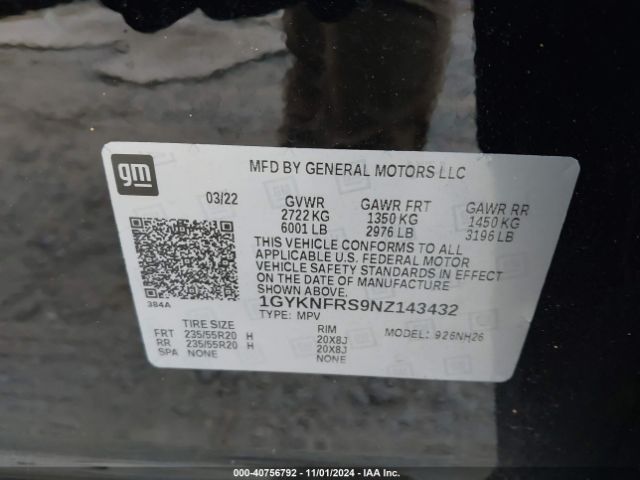 gm
MFD BY GENERAL MOTORS LLC
03/22 GVWR GAWR FRT GAWR RR
2722 KG 1350 KG 1450 KG
6001 LB 2976 LB 3196 LB
THIS VEHICLE CONFORMS TO ALL
APPLICABLE U.S. FEDERAL MOTOR
VEHICLE SAFETY STANDARDS IN EFFECT
ON THE DATE OF MANUFACTURE
SHOWN ABOVE.
384A 1GYKNFRS9NZ143432
TYPE: MPV MODEL: 926NH26
TIRE SIZE RIM
FRT 235/55R20 H 20X8J
RR 235/55R20 H 20X8J
SPA NONE NONE
000-40756792 - 11/01/2024 - IAA Inc.